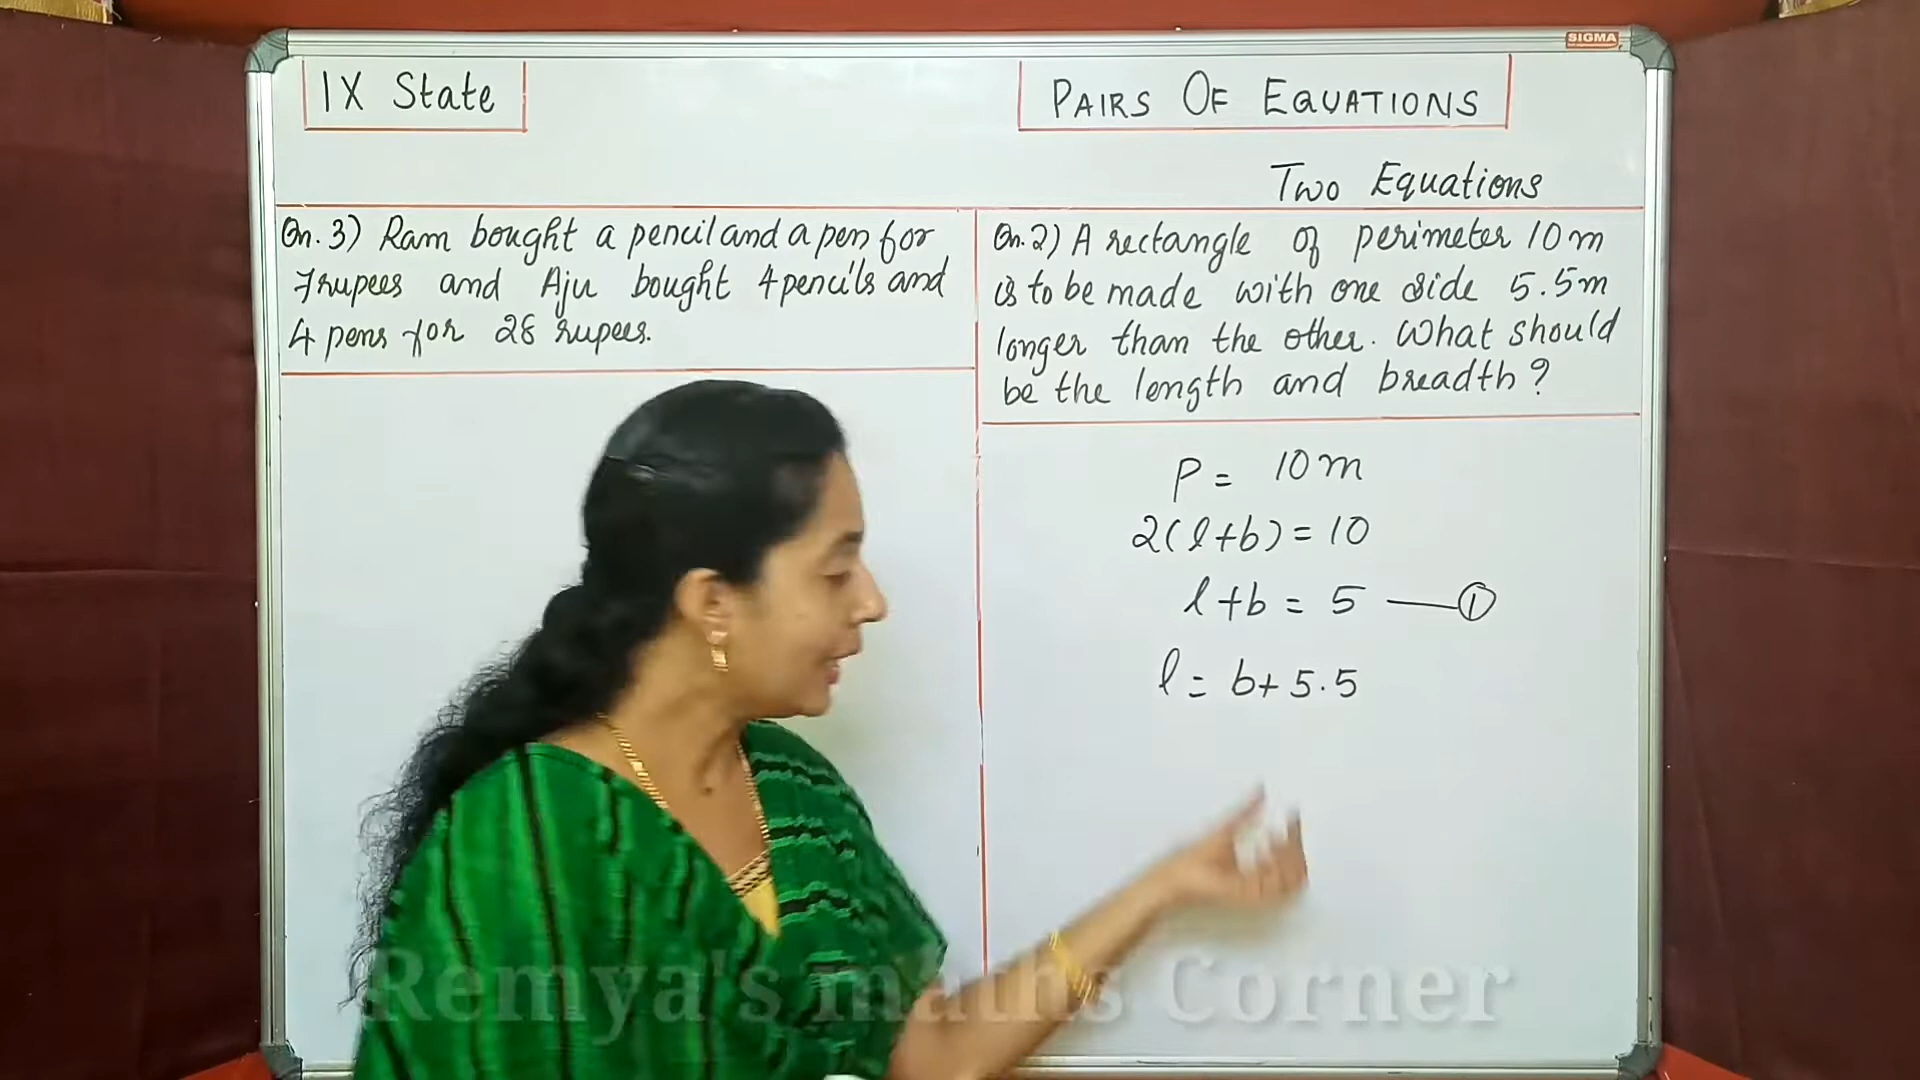 SIGMA
IX State
PAIRS OF EQUATIONS
Two Equations
Qn. 3) Ram bought a pencil and a pen for
7 rupees and Aju bought 4 pencils and
4 pens for 28 rupees.
Qn. 2) A rectangle of perimeter 10 m
is to be made with one side 5.5m
longer than the other. What should
be the length and breadth?
P = 10 m
2(l+b) = 10
l+b = 5 —— ①
l = b+ 5.5
Remya's maths Corner